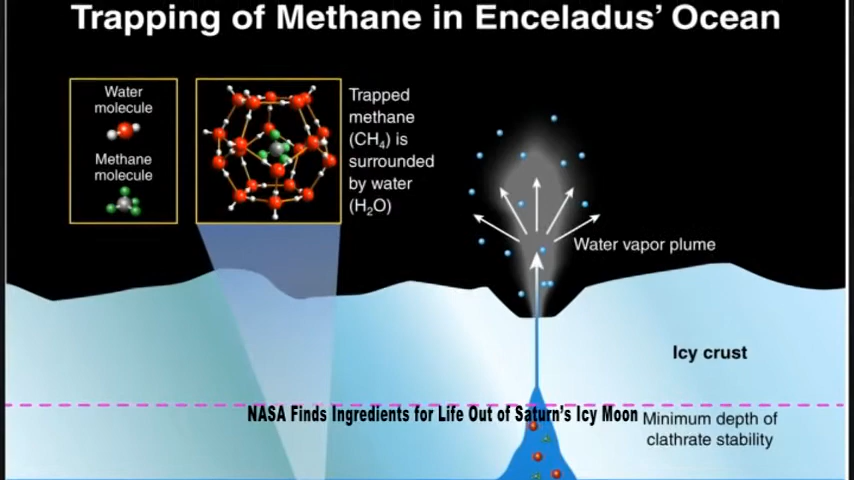 Trapping of Methane in Enceladus’ Ocean
Water
molecule
Methane
molecule
Trapped
methane
(CH₄) is
surrounded
by water
(H₂O)
Water vapor plume
Icy crust
NASA Finds Ingredients for Life Out of Saturn's Icy Moon
Minimum depth of
clathrate stability